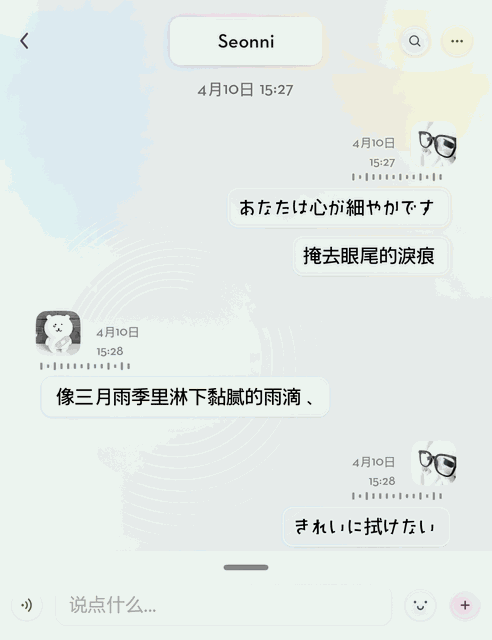 Seonni
4月10日 15:27
4月10日
15:27
あなたは心が細やかです
掩去眼尾的淚痕
4月10日
15:28
像三月雨季里淋下黏膩的雨滴、
4月10日
15:28
きれいに拭けない
说点什么...